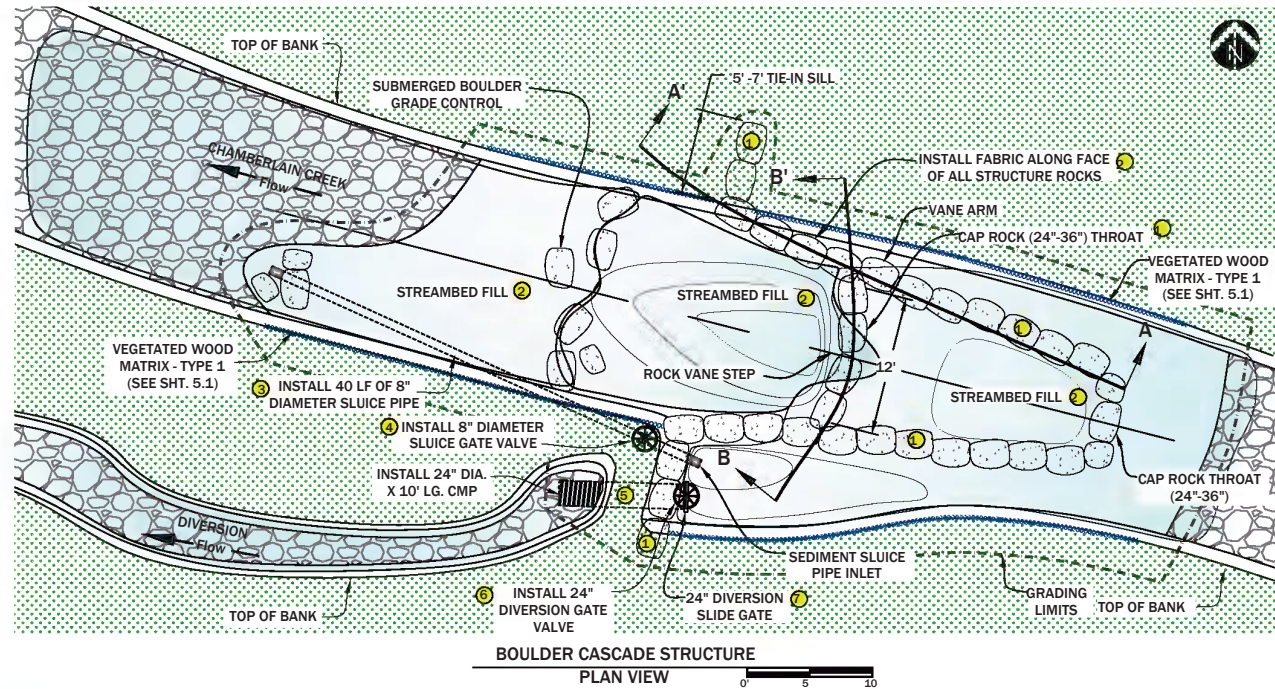 TOP OF BANK
N
SUBMERGED BOULDER
GRADE CONTROL
5' -7' TIE-IN SILL
A'
1
CHAMBERLAIN CREEK
Flow
B'
INSTALL FABRIC ALONG FACE
OF ALL STRUCTURE ROCKS
2
VANE ARM
CAP ROCK (24"-36") THROAT
1
VEGETATED WOOD
MATRIX - TYPE 1
(SEE SHT. 5.1)
STREAMBED FILL 2
STREAMBED FILL 2
1
A
VEGETATED WOOD
MATRIX - TYPE 1
(SEE SHT. 5.1)
ROCK VANE STEP
12'
STREAMBED FILL 2
3 INSTALL 40 LF OF 8"
DIAMETER SLUICE PIPE
4 INSTALL 8" DIAMETER
SLUICE GATE VALVE
1
B
INSTALL 24" DIA.
X 10' LG. CMP
5
CAP ROCK THROAT
(24"-36")
DIVERSION
Flow
1
SEDIMENT SLUICE
PIPE INLET
6 INSTALL 24"
DIVERSION GATE
VALVE
24" DIVERSION
SLIDE GATE
7
GRADING
LIMITS
TOP OF BANK
TOP OF BANK
BOULDER CASCADE STRUCTURE
PLAN VIEW
0' 5 10